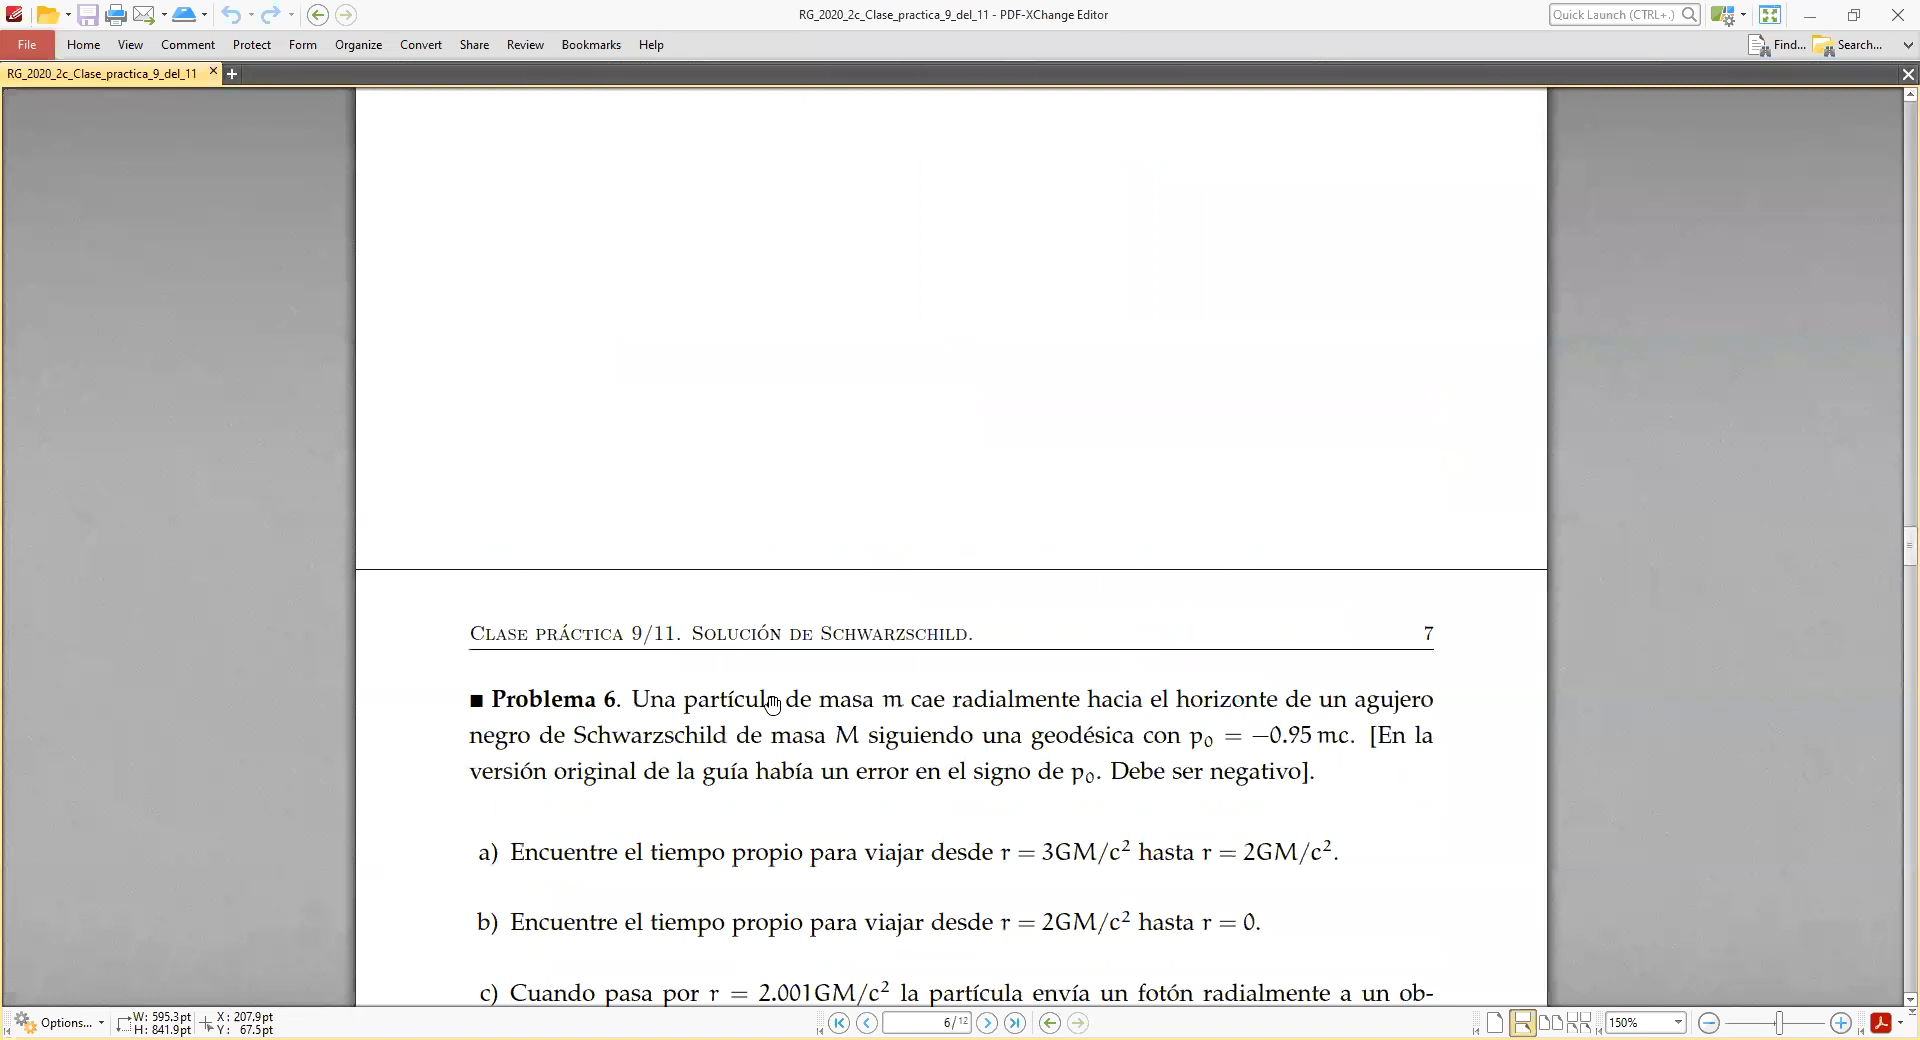 RG_2020_2c_Clase_practica_9_del_11 - PDF-XChange Editor
Quick Launch (CTRL+.)
File Home View Comment Protect Form Organize Convert Share Review Bookmarks Help
Find... Search...
RG_2020_2c_Clase_practica_9_del_11
Clase práctica 9/11. Solución de Schwarzschild. 7
■ Problema 6. Una partícula de masa m cae radialmente hacia el horizonte de un agujero
negro de Schwarzschild de masa M siguiendo una geodésica con p₀ = −0.95 mc. [En la
versión original de la guía había un error en el signo de p₀. Debe ser negativo].
a) Encuentre el tiempo propio para viajar desde r = 3GM/c² hasta r = 2GM/c².
b) Encuentre el tiempo propio para viajar desde r = 2GM/c² hasta r = 0.
c) Cuando pasa por r = 2.001GM/c² la partícula envía un fotón radialmente a un ob-
Options... W: 595.3pt X: 207.9pt
H: 841.9pt Y: 67.5pt
6/12
150%